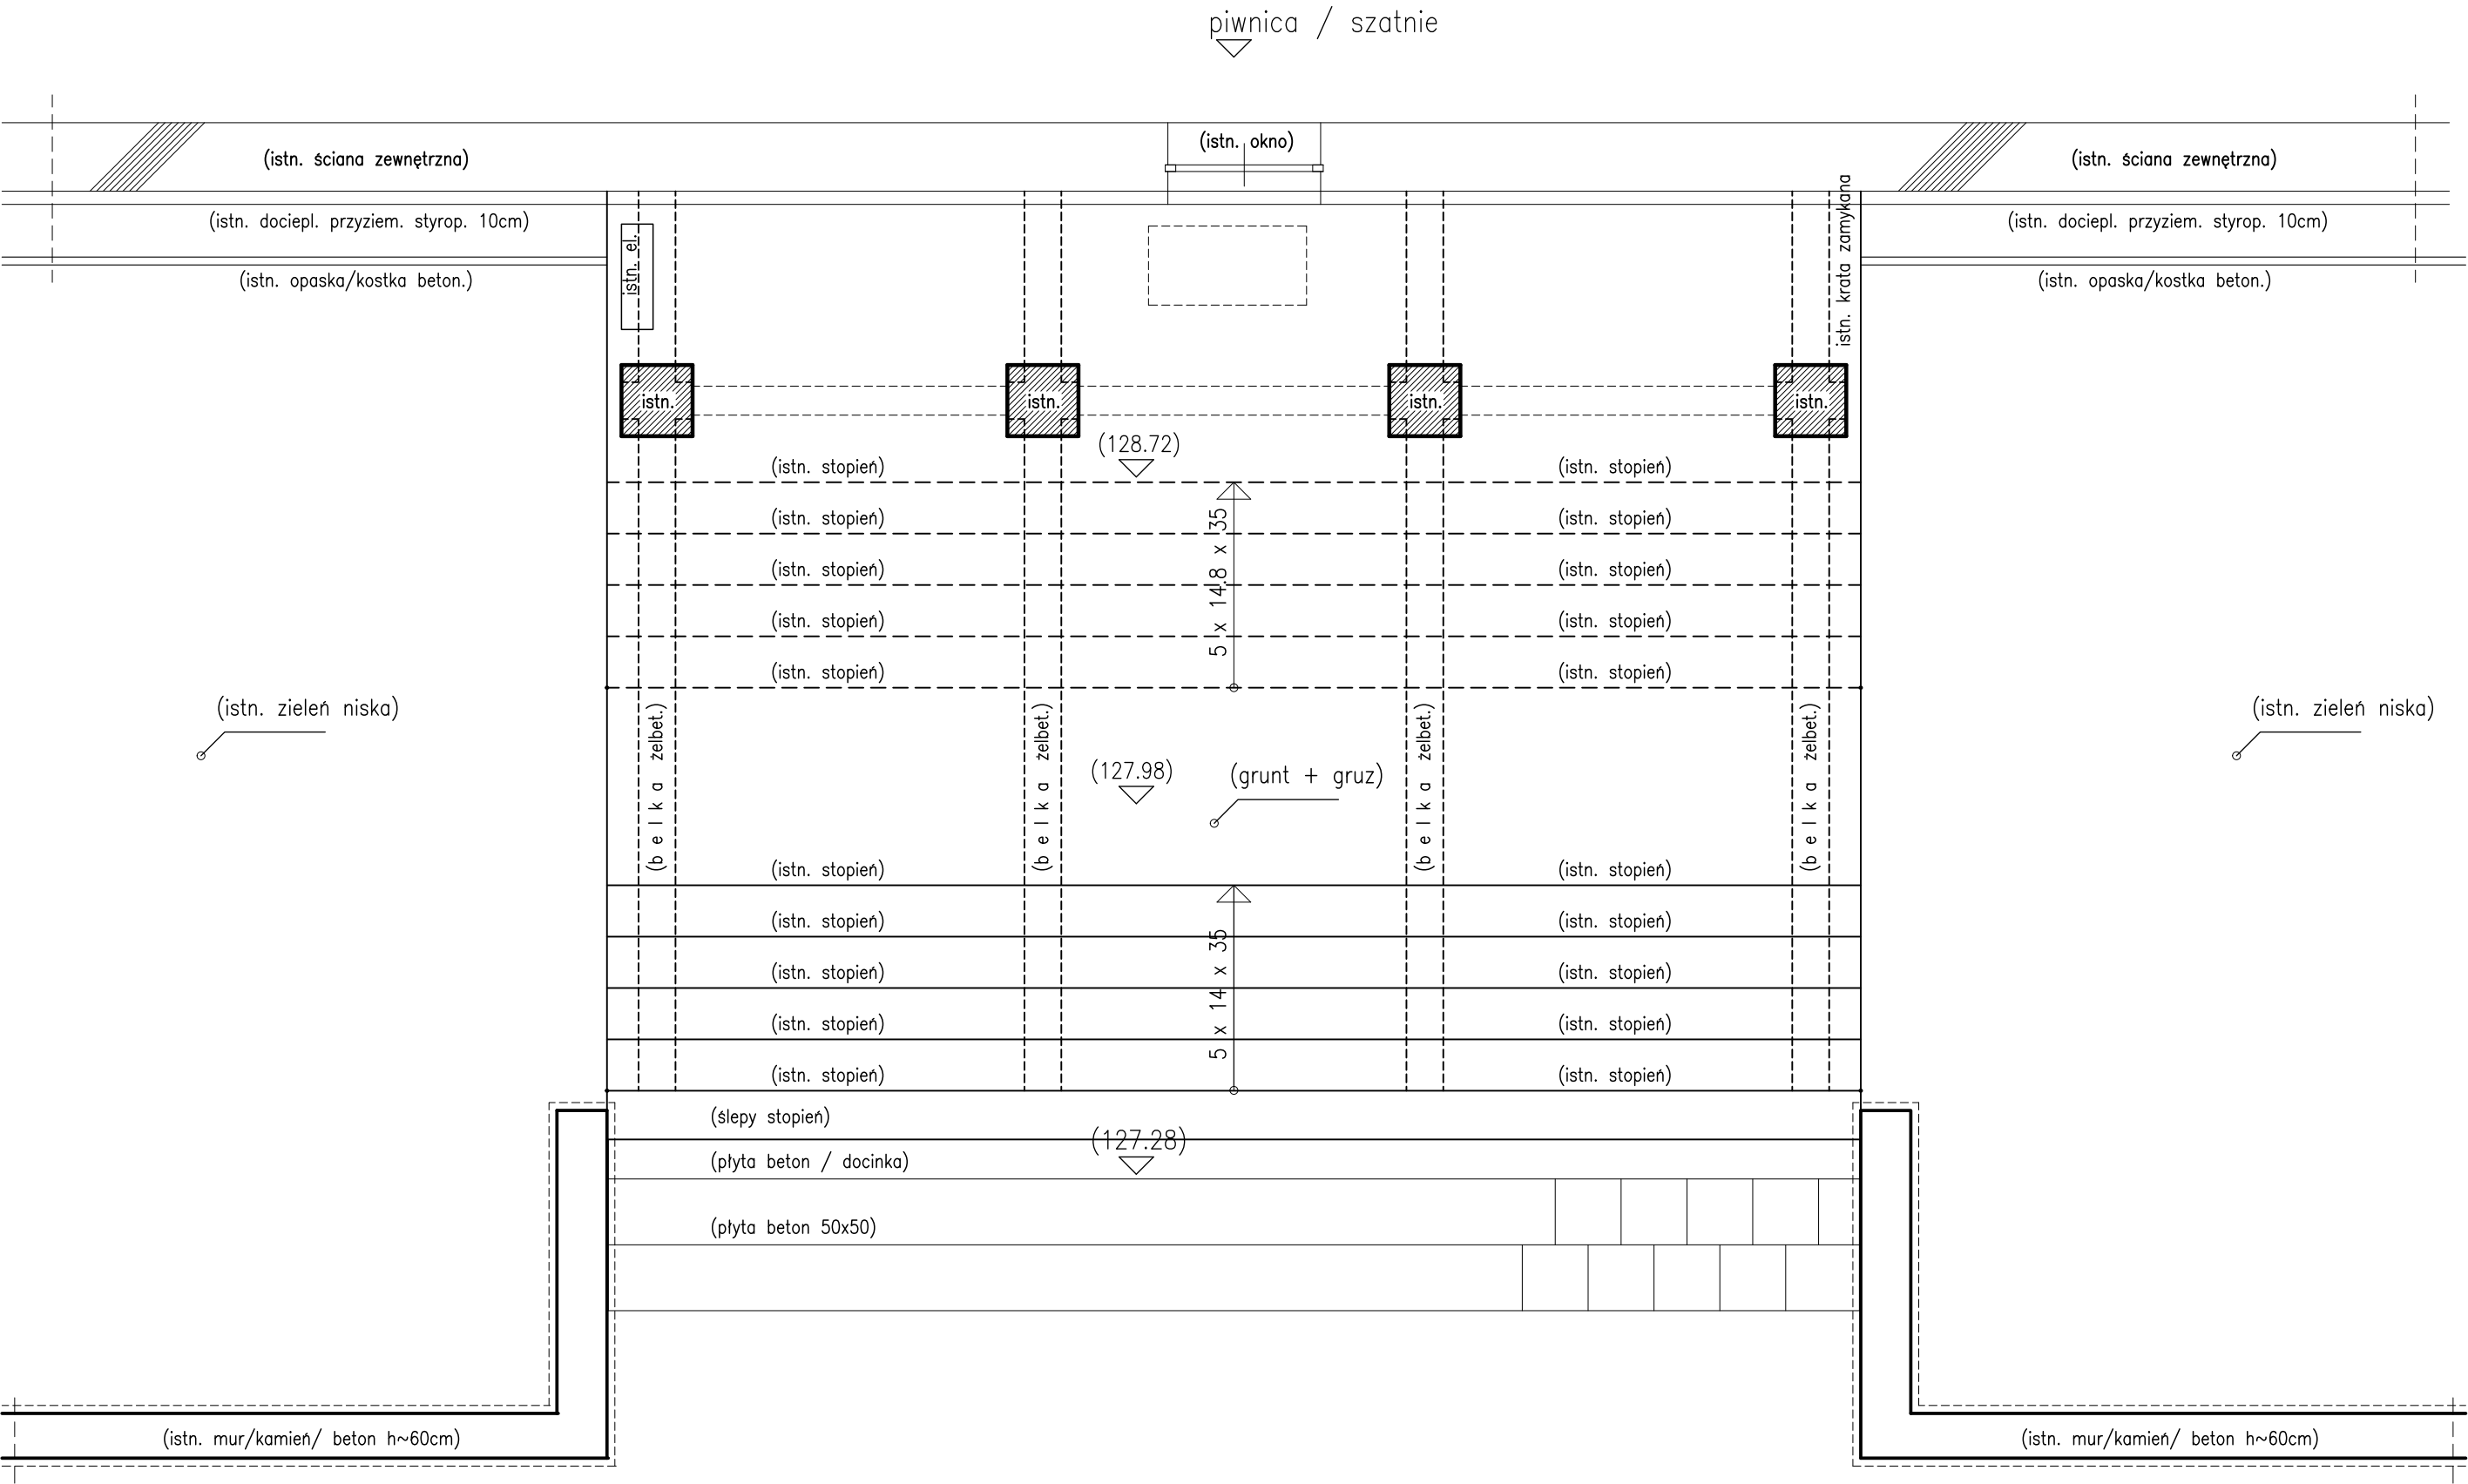 piwnica / szatnie
(istn. okno)
(istn. ściana zewnętrzna)
(istn. ściana zewnętrzna)
(istn. dociepl. przyziem. styrop. 10cm)
(istn. dociepl. przyziem. styrop. 10cm)
istn. el.
istn. krata zamykana
(istn. opaska/kostka beton.)
(istn. opaska/kostka beton.)
istn.
istn.
istn.
istn.
(128.72)
(istn. stopień)
(istn. stopień)
(istn. stopień)
(istn. stopień)
(istn. stopień)
(istn. stopień)
(istn. stopień)
(istn. stopień)
(istn. stopień)
(istn. stopień)
5 x 14.8 x 35
(istn. zieleń niska)
(istn. zieleń niska)
(belka żelbet.)
(belka żelbet.)
(belka żelbet.)
(belka żelbet.)
(127.98)
(grunt + gruz)
(istn. stopień)
(istn. stopień)
(istn. stopień)
(istn. stopień)
(istn. stopień)
(istn. stopień)
(istn. stopień)
(istn. stopień)
(istn. stopień)
(istn. stopień)
5 x 14 x 35
(ślepy stopień)
(127.28)
(płyta beton / docinka)
(płyta beton 50x50)
(istn. mur/kamień/ beton h~60cm)
(istn. mur/kamień/ beton h~60cm)